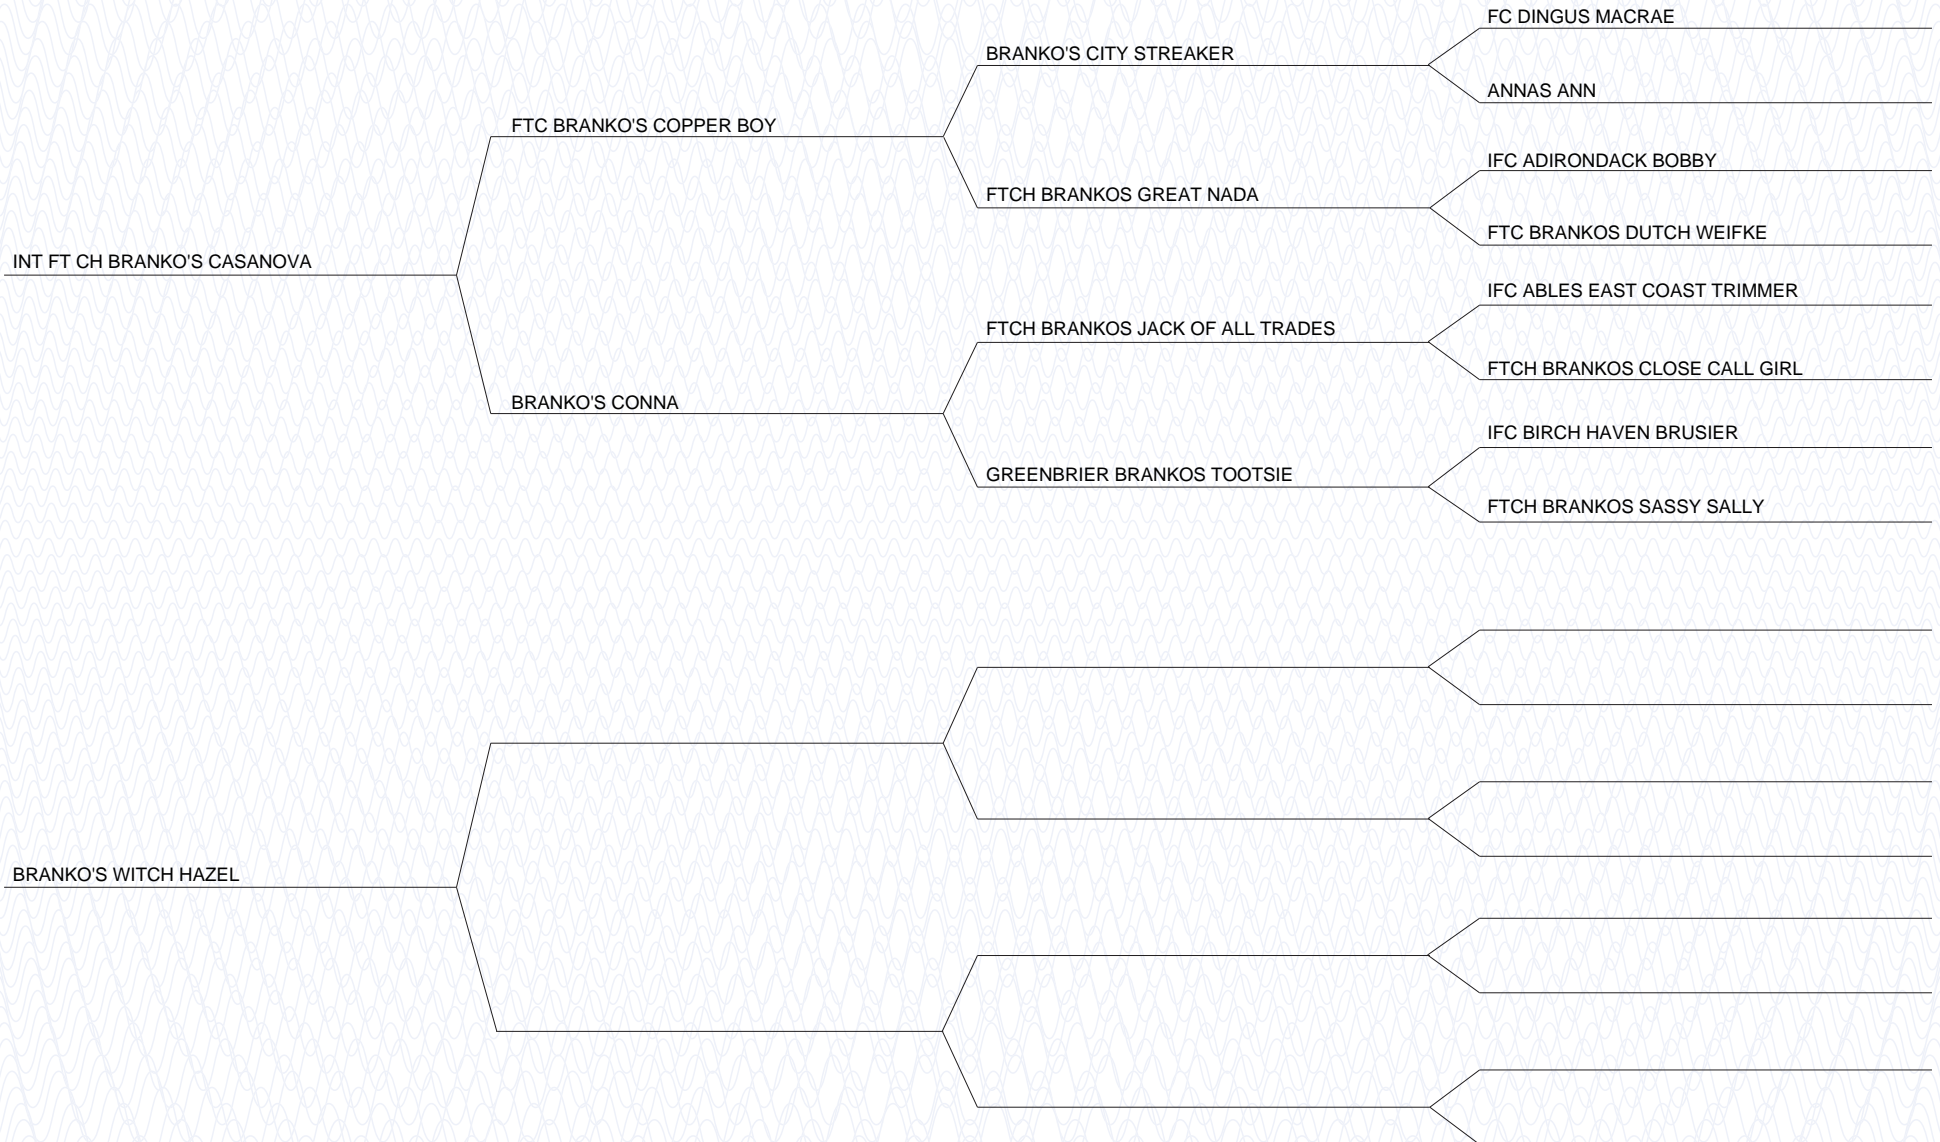 FC DINGUS MACRAE
BRANKO'S CITY STREAKER
ANNAS ANN
FTC BRANKO'S COPPER BOY
IFC ADIRONDACK BOBBY
FTCH BRANKOS GREAT NADA
FTC BRANKOS DUTCH WEIFKE
INT FT CH BRANKO'S CASANOVA
IFC ABLES EAST COAST TRIMMER
FTCH BRANKOS JACK OF ALL TRADES
FTCH BRANKOS CLOSE CALL GIRL
BRANKO'S CONNA
IFC BIRCH HAVEN BRUSIER
GREENBRIER BRANKOS TOOTSIE
FTCH BRANKOS SASSY SALLY
BRANKO'S WITCH HAZEL